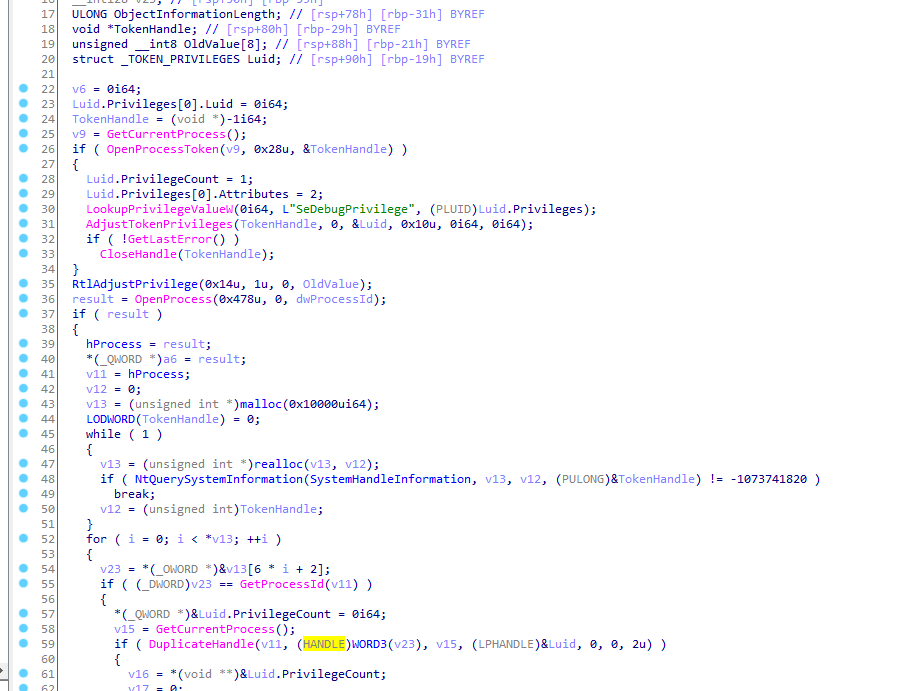 17 ULONG ObjectInformationLength; // [rsp+78h] [rbp-31h] BYREF
18 void *TokenHandle; // [rsp+80h] [rbp-29h] BYREF
19 unsigned __int8 OldValue[8]; // [rsp+88h] [rbp-21h] BYREF
20 struct _TOKEN_PRIVILEGES Luid; // [rsp+90h] [rbp-19h] BYREF
21
22 v6 = 0i64;
23 Luid.Privileges[0].Luid = 0i64;
24 TokenHandle = (void *)-1i64;
25 v9 = GetCurrentProcess();
26 if ( OpenProcessToken(v9, 0x28u, &TokenHandle) )
27 {
28 Luid.PrivilegeCount = 1;
29 Luid.Privileges[0].Attributes = 2;
30 LookupPrivilegeValueW(0i64, L"SeDebugPrivilege", (PLUID)Luid.Privileges);
31 AdjustTokenPrivileges(TokenHandle, 0, &Luid, 0x10u, 0i64, 0i64);
32 if ( !GetLastError() )
33 CloseHandle(TokenHandle);
34 }
35 RtlAdjustPrivilege(0x14u, 1u, 0, OldValue);
36 result = OpenProcess(0x478u, 0, dwProcessId);
37 if ( result )
38 {
39 hProcess = result;
40 *(_QWORD *)a6 = result;
41 v11 = hProcess;
42 v12 = 0;
43 v13 = (unsigned int *)malloc(0x10000ui64);
44 LODWORD(TokenHandle) = 0;
45 while ( 1 )
46 {
47 v13 = (unsigned int *)realloc(v13, v12);
48 if ( NtQuerySystemInformation(SystemHandleInformation, v13, v12, (PULONG)&TokenHandle) != -1073741820 )
49 break;
50 v12 = (unsigned int)TokenHandle;
51 }
52 for ( i = 0; i < *v13; ++i )
53 {
54 v23 = *(_OWORD *)&v13[6 * i + 2];
55 if ( (_DWORD)v23 == GetProcessId(v11) )
56 {
57 *(_QWORD *)&Luid.PrivilegeCount = 0i64;
58 v15 = GetCurrentProcess();
59 if ( DuplicateHandle(v11, (HANDLE)WORD3(v23), v15, (LPHANDLE)&Luid, 0, 0, 2u) )
60 {
61 v16 = *(void **)&Luid.PrivilegeCount;
62 v17 = 0;